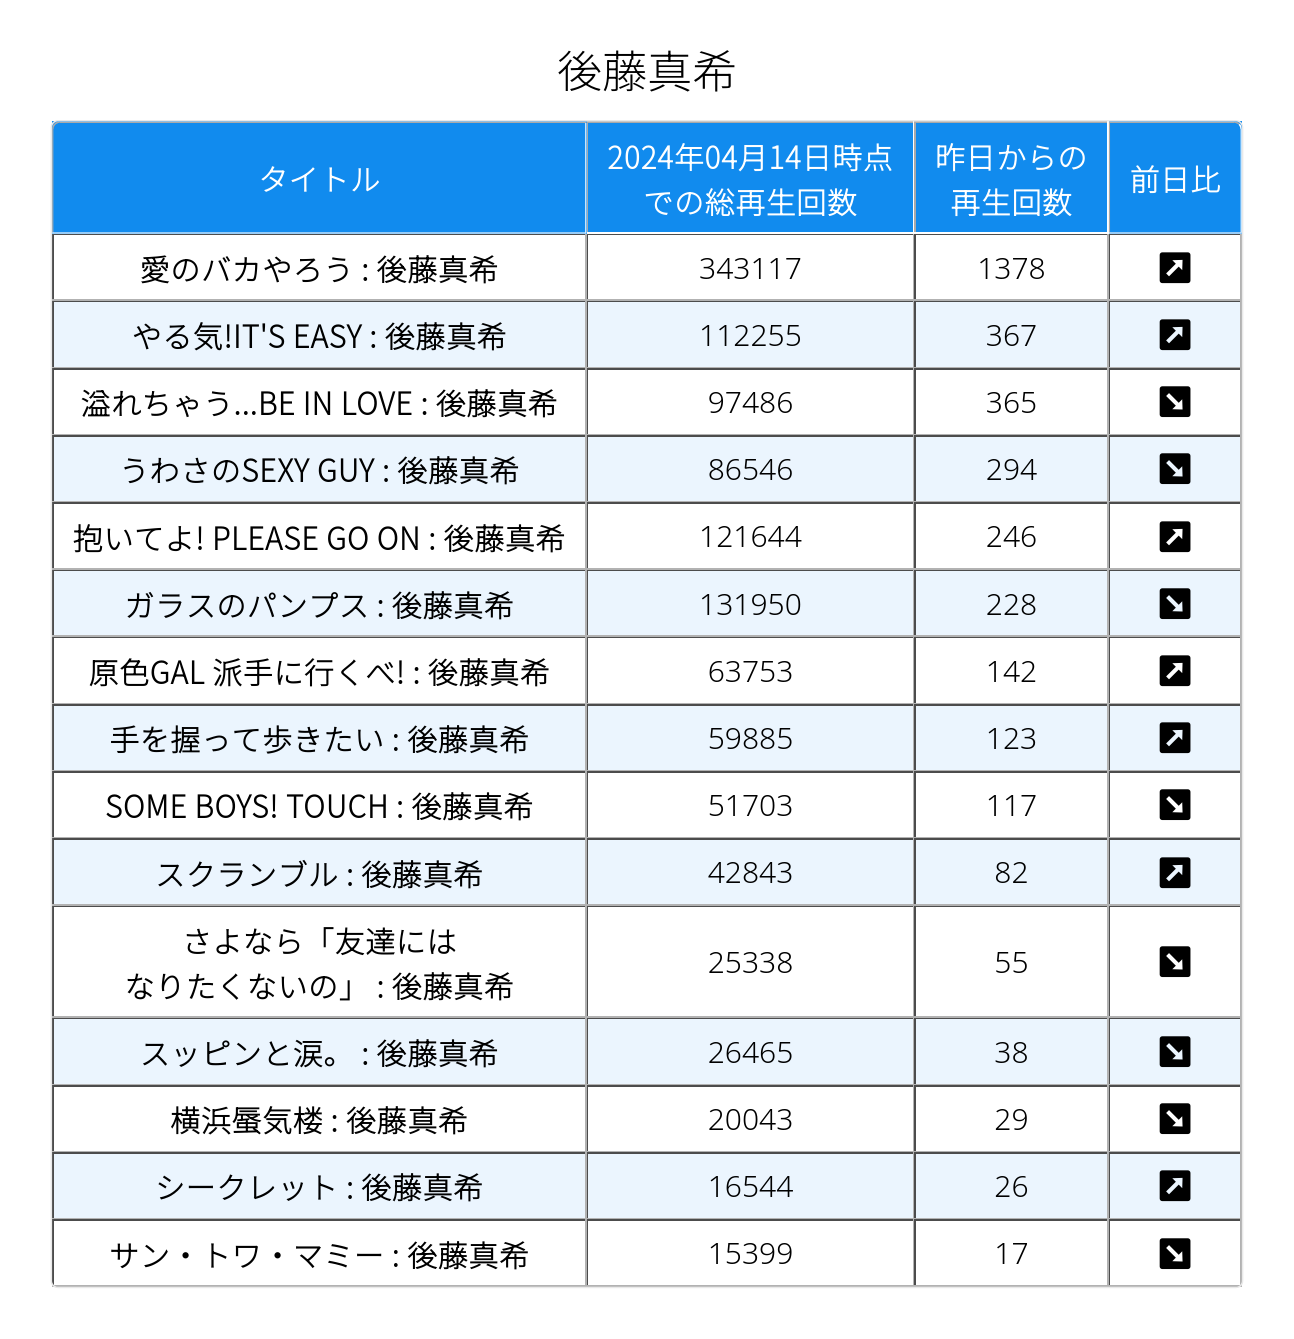 後藤真希
タイトル
2024年04月14日時点
での総再生回数
昨日からの
再生回数
前日比
愛のバカやろう : 後藤真希 343117 1378
やる気!IT'S EASY : 後藤真希 112255 367
溢れちゃう...BE IN LOVE : 後藤真希 97486 365
うわさのSEXY GUY : 後藤真希 86546 294
抱いてよ! PLEASE GO ON : 後藤真希 121644 246
ガラスのパンプス : 後藤真希 131950 228
原色GAL 派手に行くべ! : 後藤真希 63753 142
手を握って歩きたい : 後藤真希 59885 123
SOME BOYS! TOUCH : 後藤真希 51703 117
スクランブル : 後藤真希 42843 82
さよなら「友達には
なりたくないの」 : 後藤真希 25338 55
スッピンと涙。 : 後藤真希 26465 38
横浜蜃気楼 : 後藤真希 20043 29
シークレット : 後藤真希 16544 26
サン・トワ・マミー : 後藤真希 15399 17